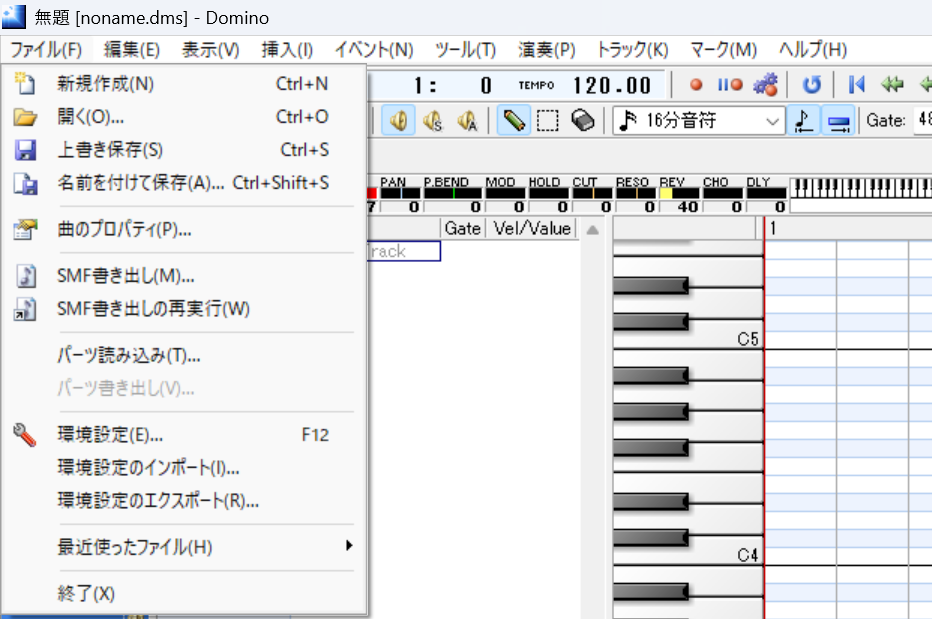 無題 [noname.dms] - Domino
ファイル(F) 編集(E) 表示(V) 挿入(I) イベント(N) ツール(T) 演奏(P) トラック(K) マーク(M) ヘルプ(H)
新規作成(N) Ctrl+N
開く(O)... Ctrl+O
上書き保存(S) Ctrl+S
名前を付けて保存(A)... Ctrl+Shift+S
曲のプロパティ(P)...
SMF書き出し(M)...
SMF書き出しの再実行(W)
パーツ読み込み(T)...
パーツ書き出し(V)...
環境設定(E)... F12
環境設定のインポート(I)...
環境設定のエクスポート(R)...
最近使ったファイル(H)
終了(X)
1: 0 TEMPO 120.00
S A 16分音符 Gate: 48
PAN P.BEND MOD HOLD CUT RESO REV CHO DLY
7 0 0 0 0 0 0 40 0 0
Gate Vel/Value 1
rack
C5
C4